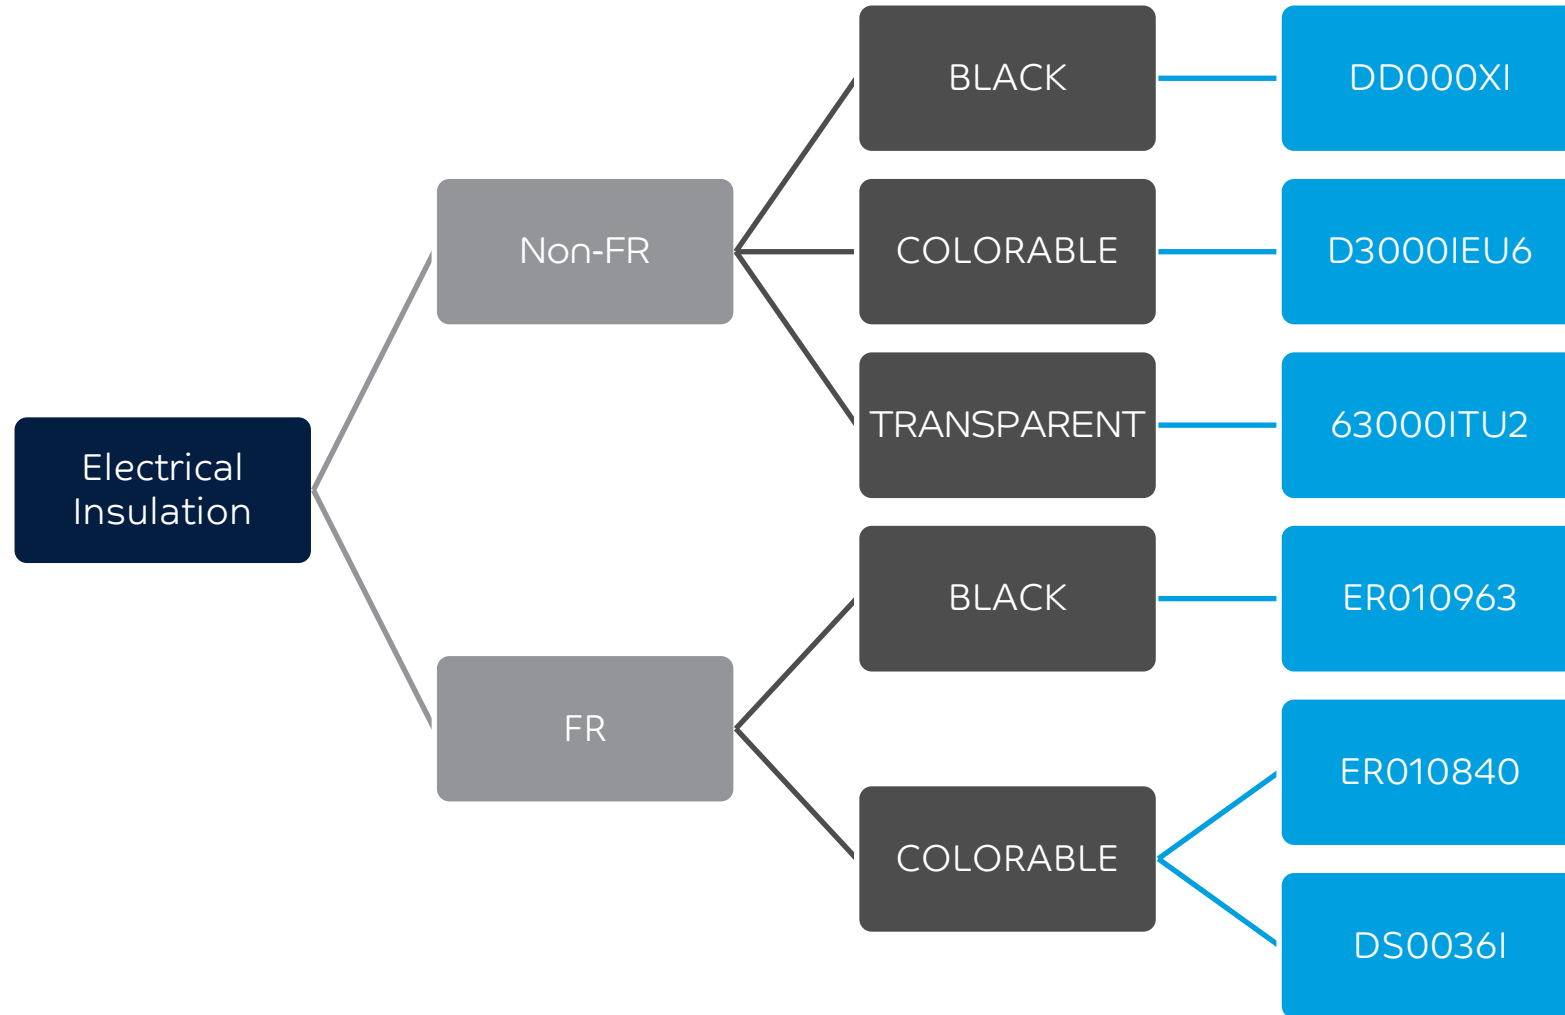 BLACK
DD000XI
Non-FR
COLORABLE
D3000IEU6
TRANSPARENT
63000ITU2
Electrical
Insulation
BLACK
ER010963
FR
COLORABLE
ER010840
DS0036I